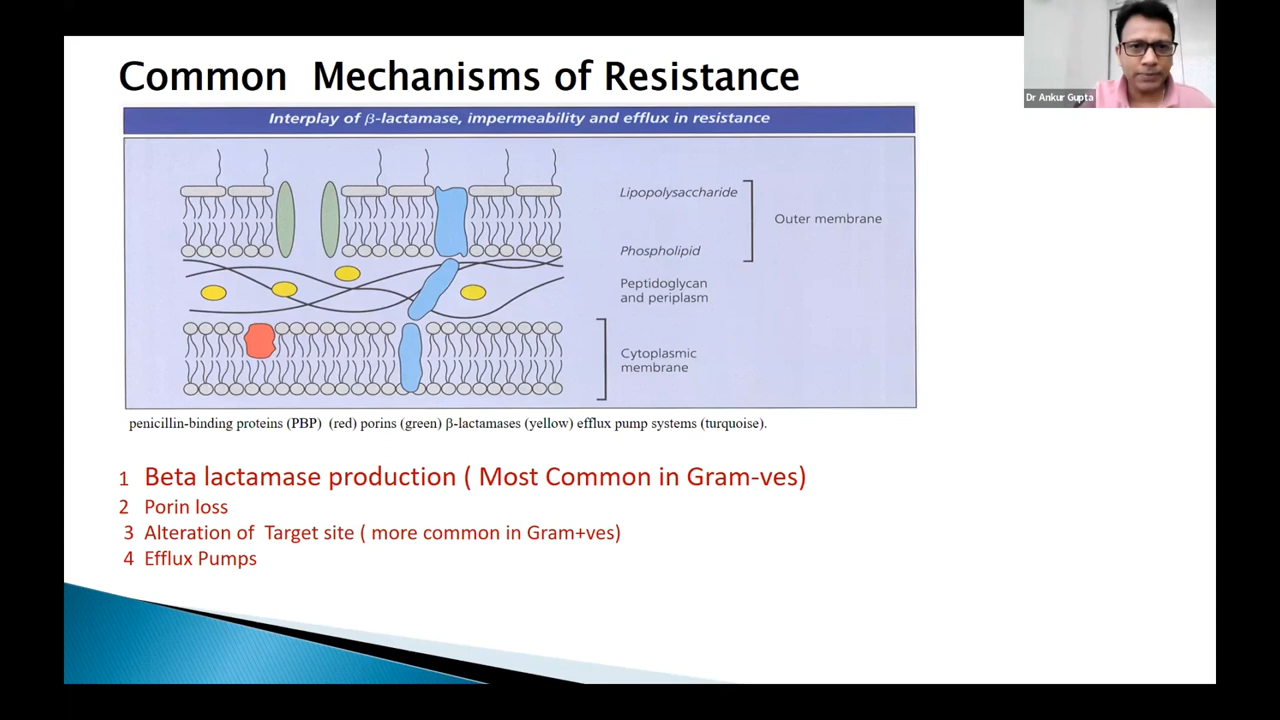 Common  Mechanisms of Resistance
Dr Ankur Gupta
Interplay of β-lactamase, impermeability and efflux in resistance
Lipopolysaccharide
Outer membrane
Phospholipid
Peptidoglycan
and periplasm
Cytoplasmic
membrane
penicillin-binding proteins (PBP)  (red) porins (green) β-lactamases (yellow) efflux pump systems (turquoise).
1 Beta lactamase production ( Most Common in Gram-ves)
2 Porin loss
3 Alteration of  Target site ( more common in Gram+ves)
4 Efflux Pumps